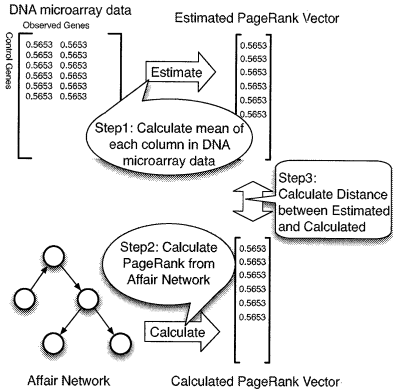 DNA microarray data
Observed Genes
Control Genes
0.5653 0.5653
0.5653 0.5653
0.5653 0.5653
0.5653 0.5653
0.5653 0.5653
0.5653 0.5653
Estimate
Estimated PageRank Vector
0.5653
0.5653
0.5653
0.5653
0.5653
0.5653
Step1: Calculate mean of
each column in DNA
microarray data
Step3:
Calculate Distance
between Estimated
and Calculated
Step2: Calculate
PageRank from
Affair Network
Calculate
0.5653
0.5653
0.5653
0.5653
0.5653
0.5653
Affair Network
Calculated PageRank Vector